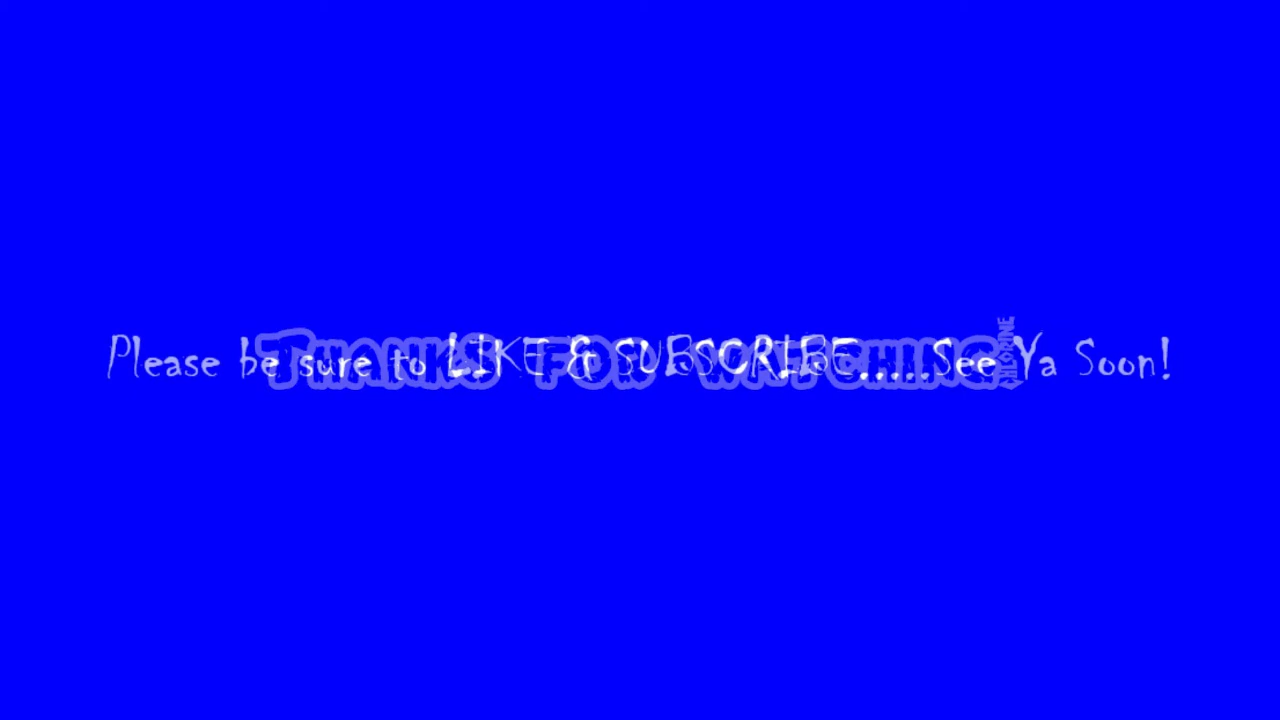 Please be sure to LIKE & SUBSCRIBE.....See Ya Soon!
Thanks for watching